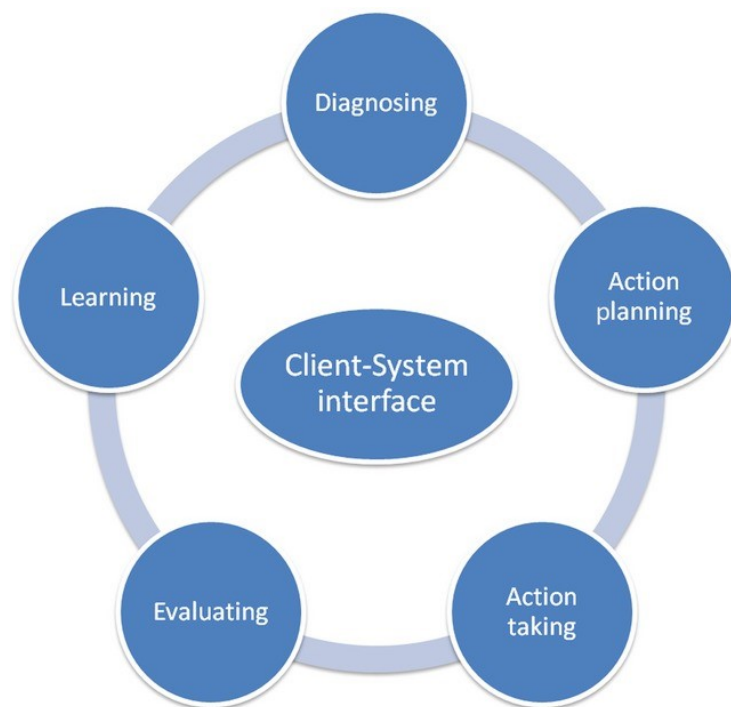 Diagnosing
Action
planning
Action
taking
Evaluating
Learning
Client-System
interface